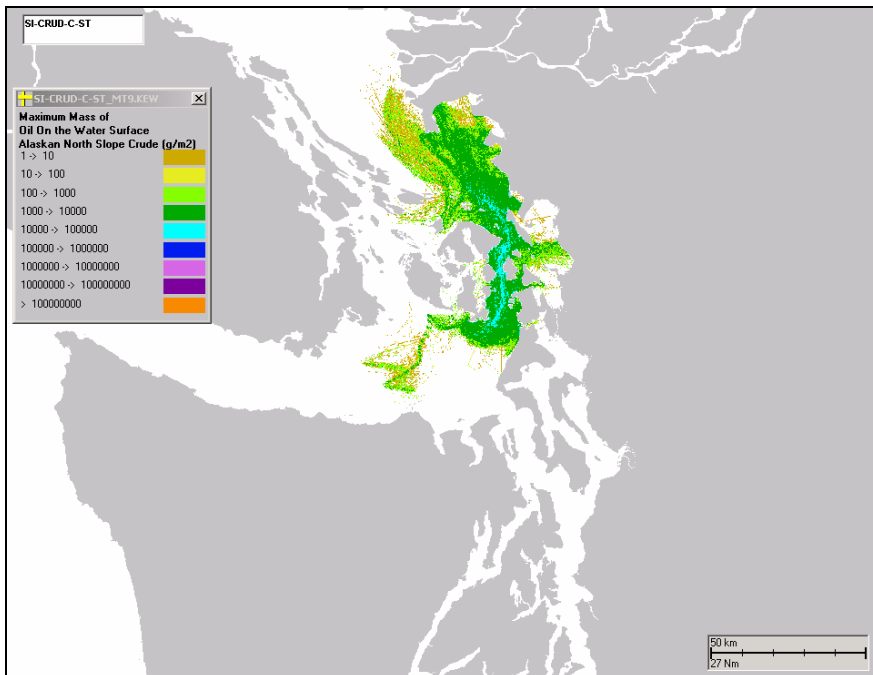 SI-CRUD-C-ST
SI-CRUD-C-ST_MT9.KEW
Maximum Mass of
Oil On the Water Surface
Alaskan North Slope Crude (g/m2)
1 -> 10
10 -> 100
100 -> 1000
1000 -> 10000
10000 -> 100000
100000 -> 1000000
1000000 -> 10000000
10000000 -> 100000000
> 100000000
50 km
27 Nm